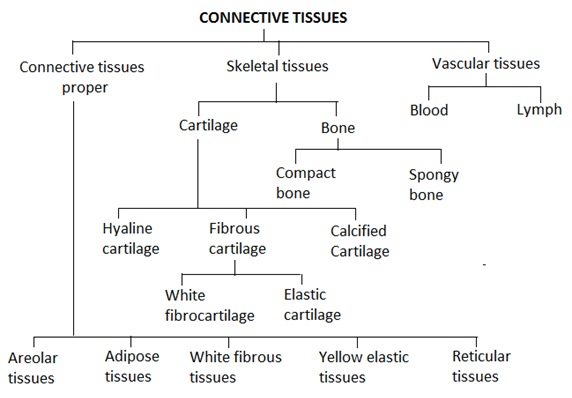 CONNECTIVE TISSUES
Connective tissues
proper
Skeletal tissues
Vascular tissues
Blood
Lymph
Cartilage
Bone
Compact
bone
Spongy
bone
Hyaline
cartilage
Fibrous
cartilage
Calcified
Cartilage
White
fibrocartilage
Elastic
cartilage
Areolar
tissues
Adipose
tissues
White fibrous
tissues
Yellow elastic
tissues
Reticular
tissues